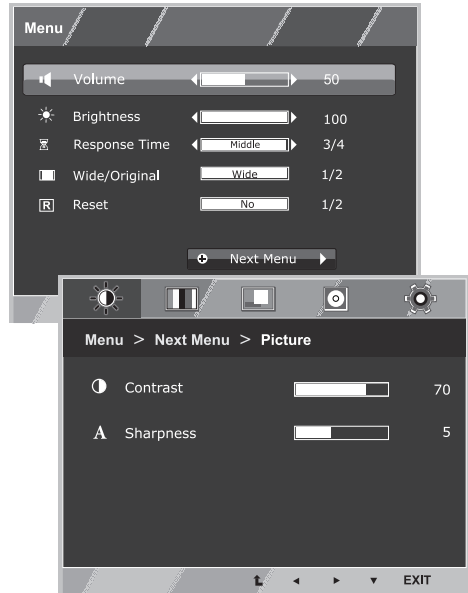 Menu
Volume 50
Brightness 100
Response Time Middle 3/4
Wide/Original Wide 1/2
R Reset No 1/2
Next Menu
Menu > Next Menu > Picture
Contrast 70
A Sharpness 5
EXIT